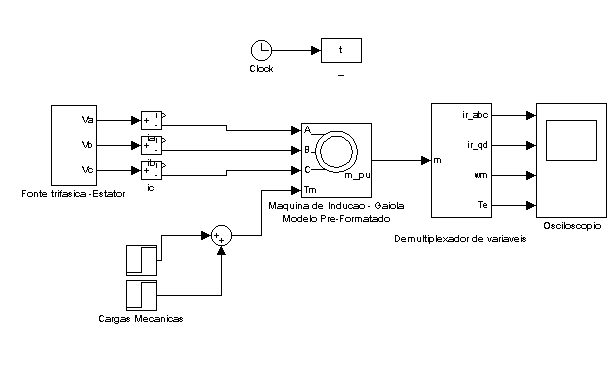 t
Clock
Va
Vb
Vc
+
-
i
+
-
i
+
-
i
ia
ib
ic
Fonte trifasica -Estator
A
B
C
Tm
m_pu
Maquina de Inducao - Gaiola
Modelo Pre-Formatado
m
ir_abc
ir_qd
wm
Te
Demultiplexador de variaveis
Osciloscopio
+
+
Cargas Mecanicas